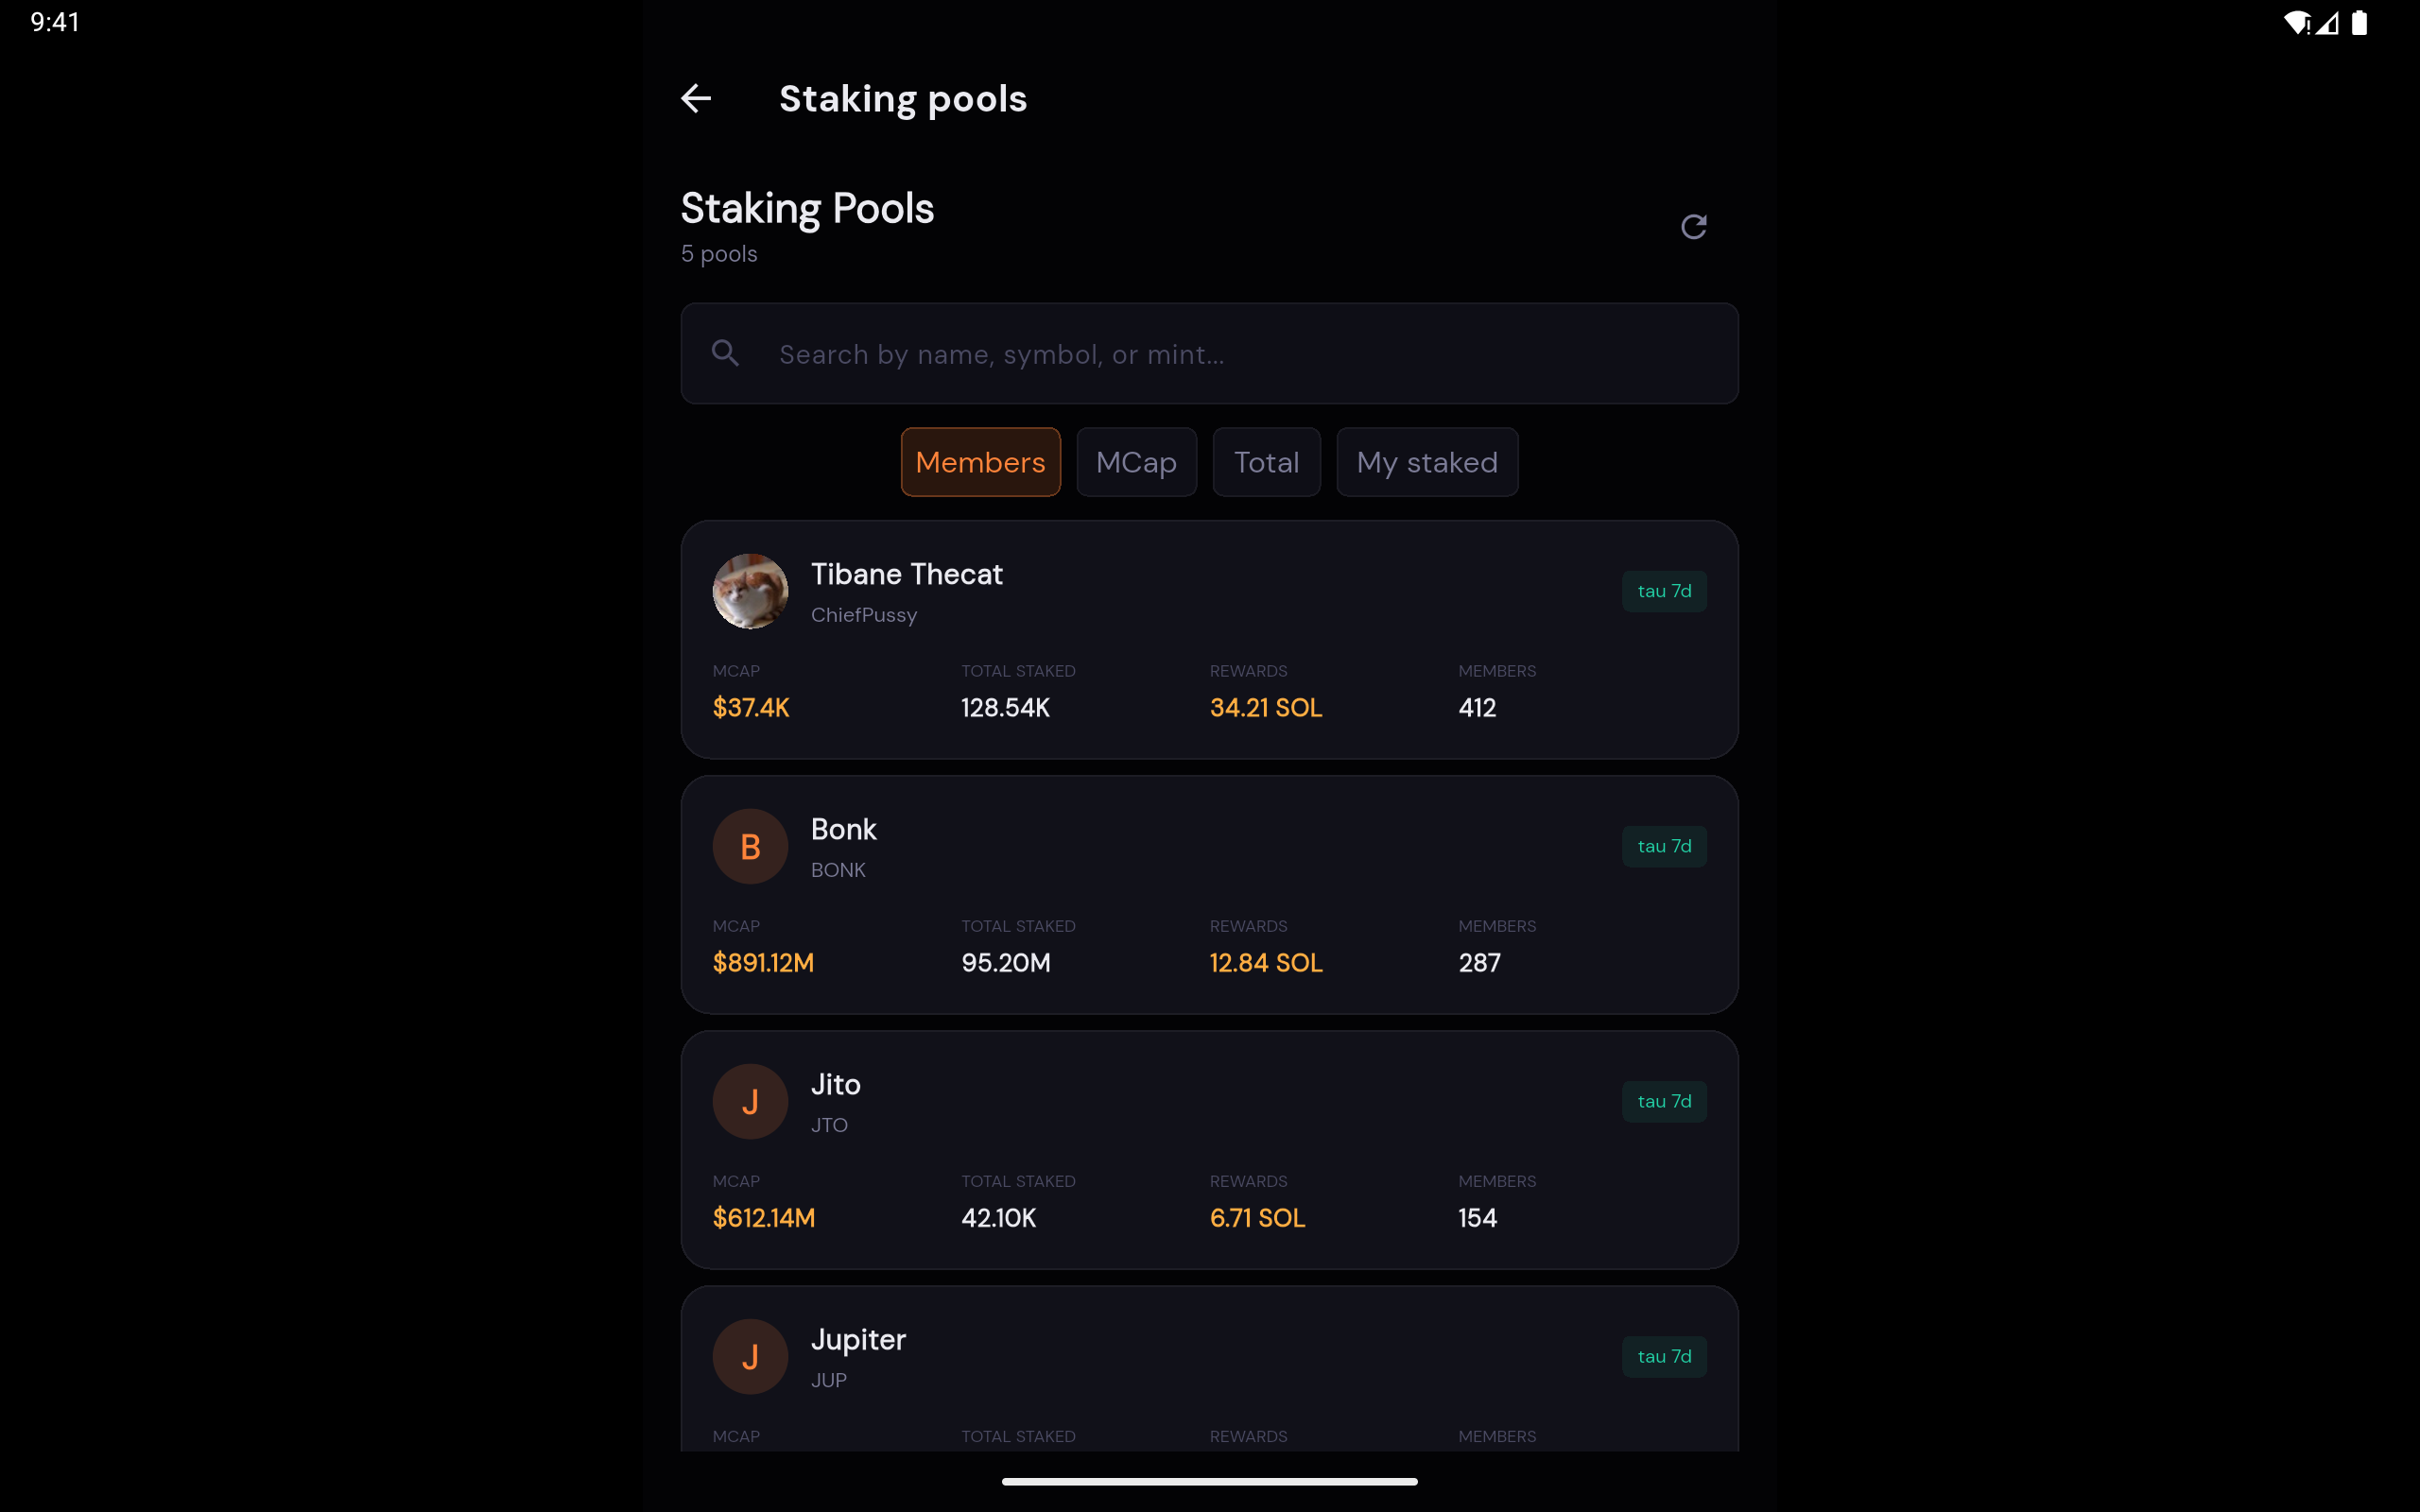 9:41
Staking pools
Staking Pools
5 pools
Search by name, symbol, or mint...
Members MCap Total My staked
Tibane Thecat
ChiefPussy
tau 7d
MCAP TOTAL STAKED REWARDS MEMBERS
$37.4K 128.54K 34.21 SOL 412
B
Bonk
BONK
tau 7d
MCAP TOTAL STAKED REWARDS MEMBERS
$891.12M 95.20M 12.84 SOL 287
J
Jito
JTO
tau 7d
MCAP TOTAL STAKED REWARDS MEMBERS
$612.14M 42.10K 6.71 SOL 154
J
Jupiter
JUP
tau 7d
MCAP TOTAL STAKED REWARDS MEMBERS